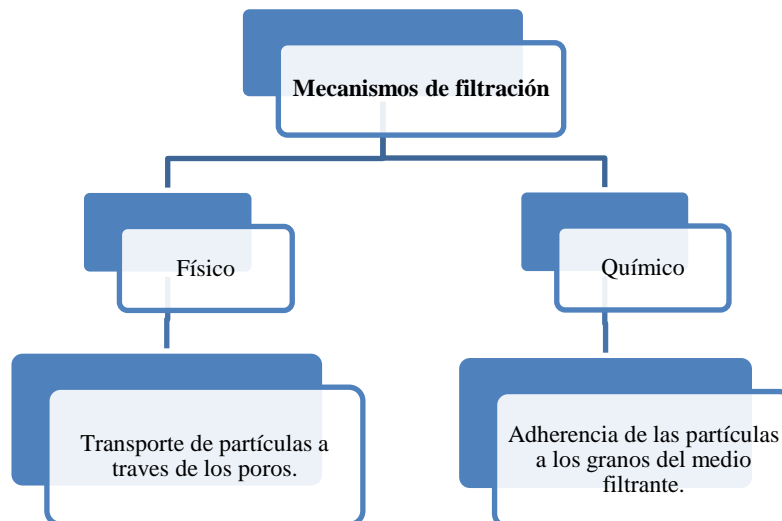 Mecanismos de filtración
Físico
Químico
Transporte de partículas a
traves de los poros.
Adherencia de las partículas
a los granos del medio
filtrante.